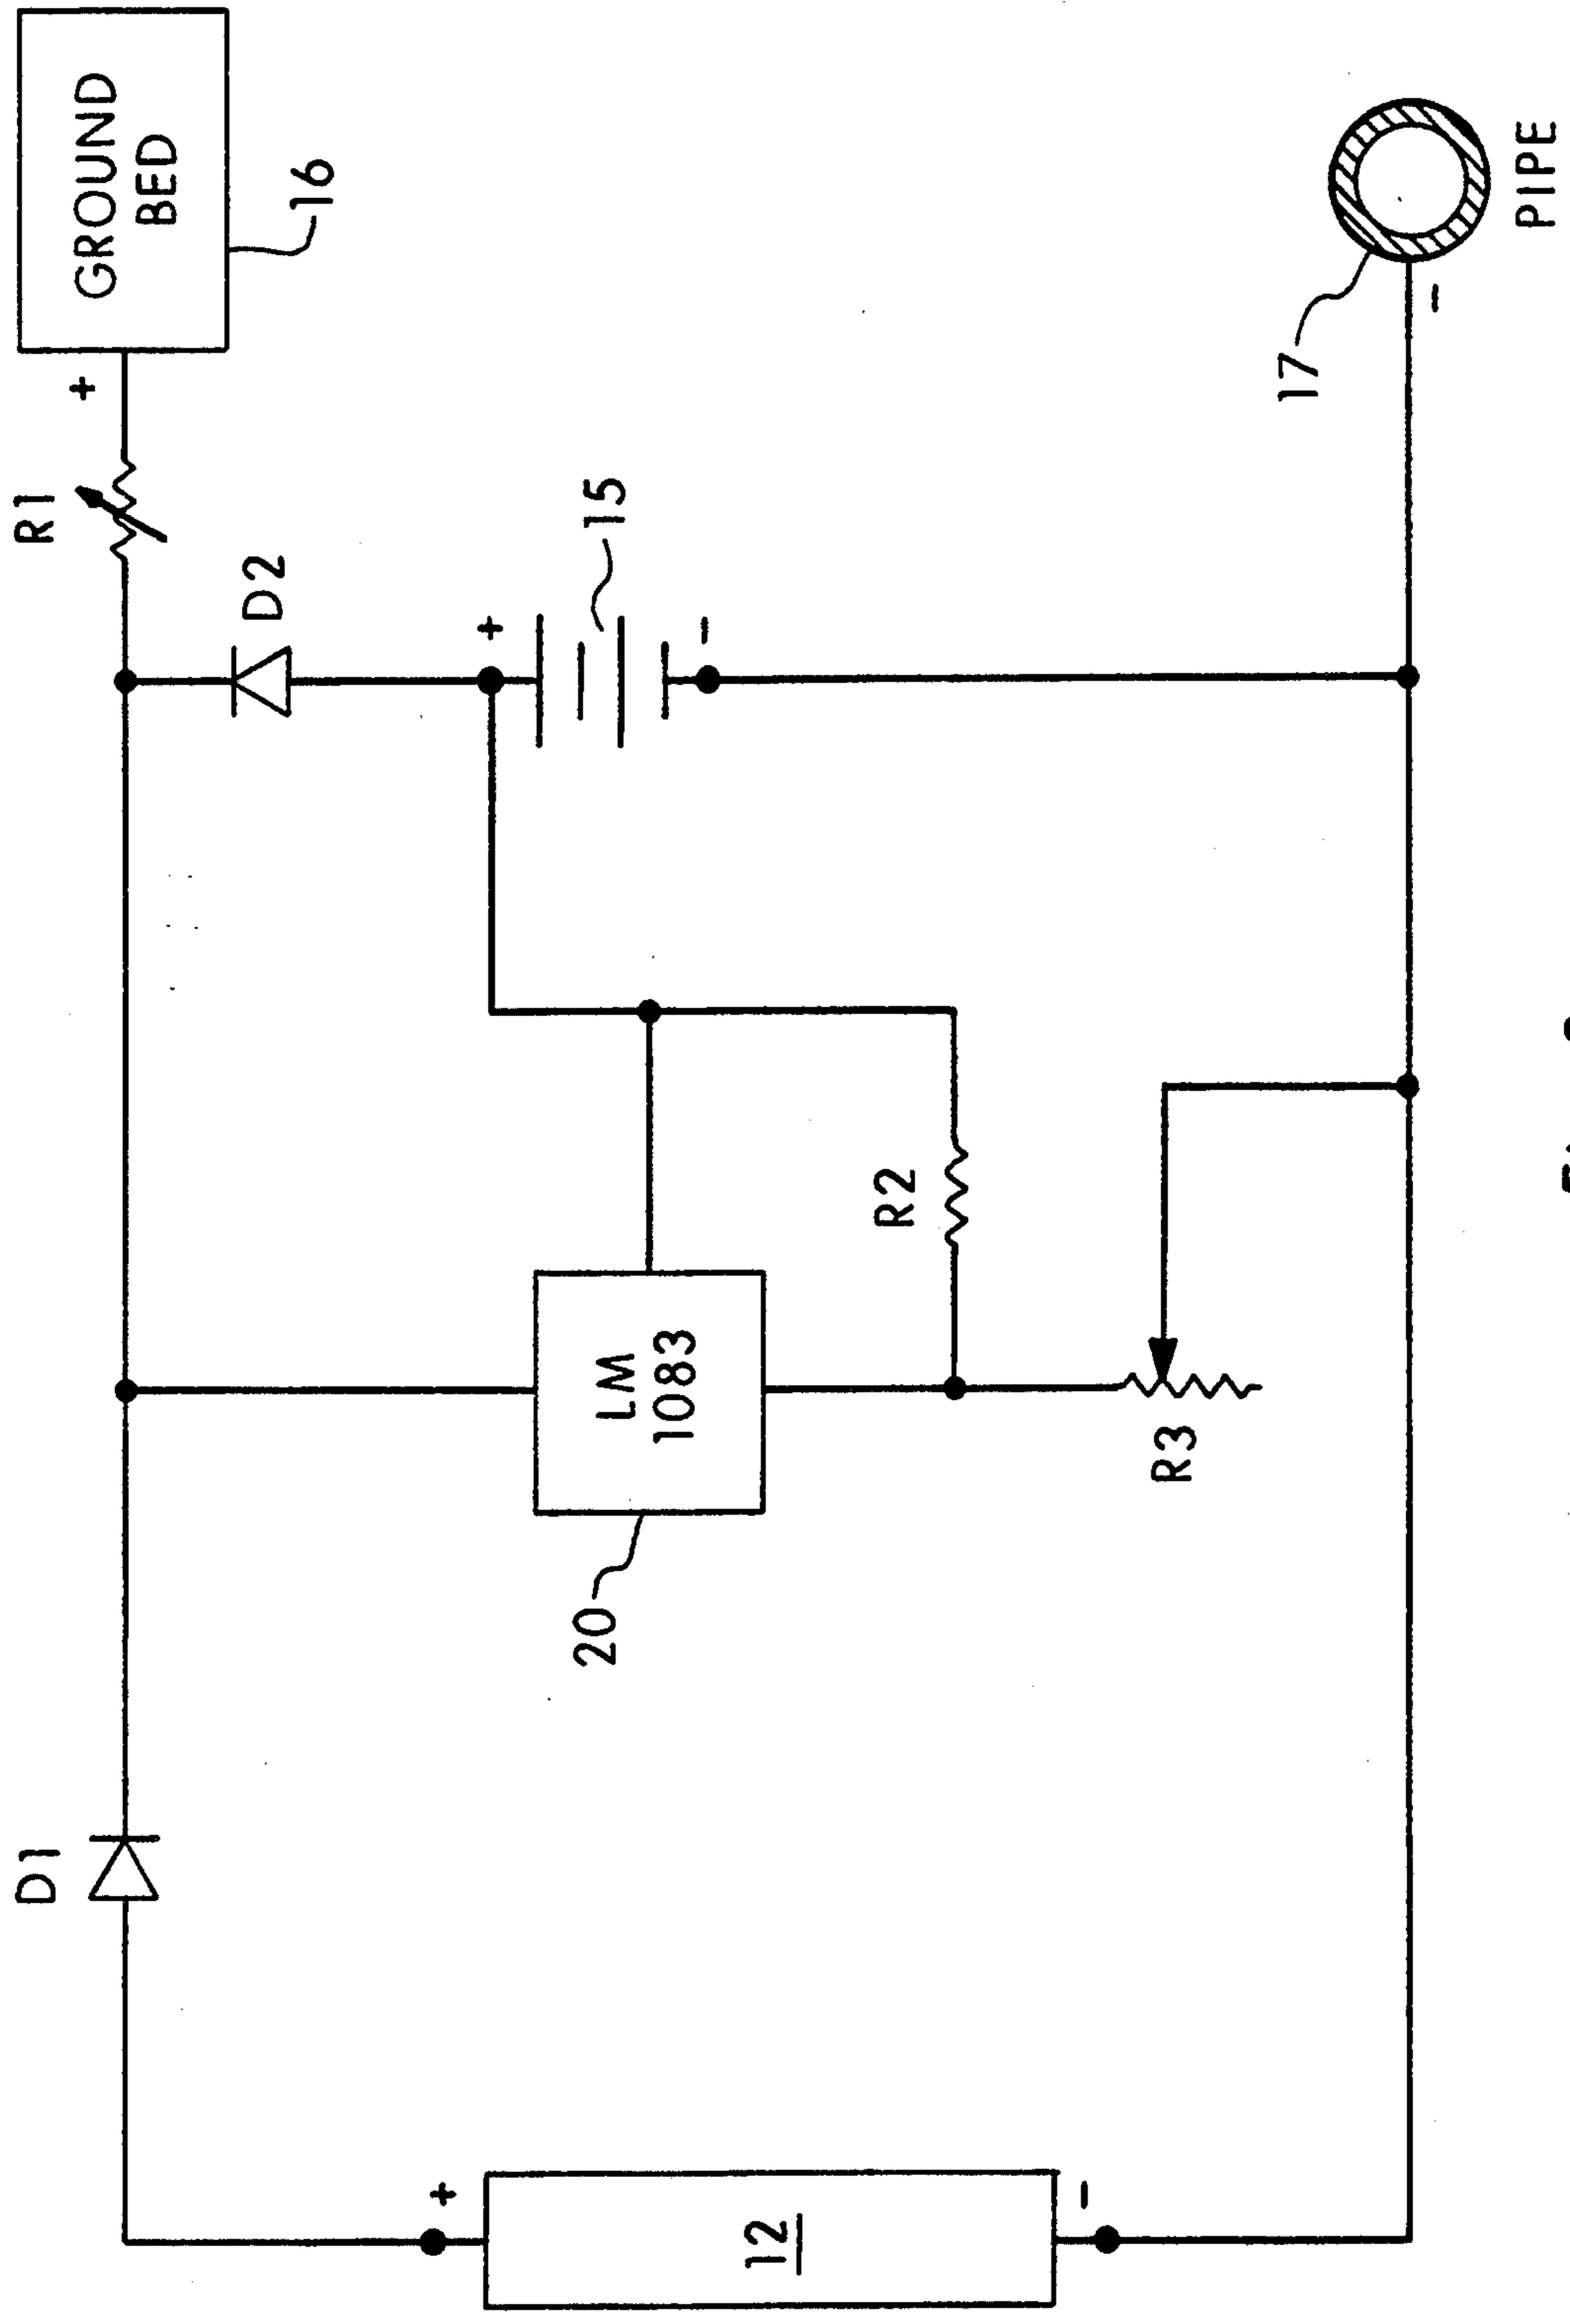 D1
R1
+
GROUND
BED
16
D2
+
15
-
20
LM
1083
R2
R3
+
12
-
17
-
PIPE